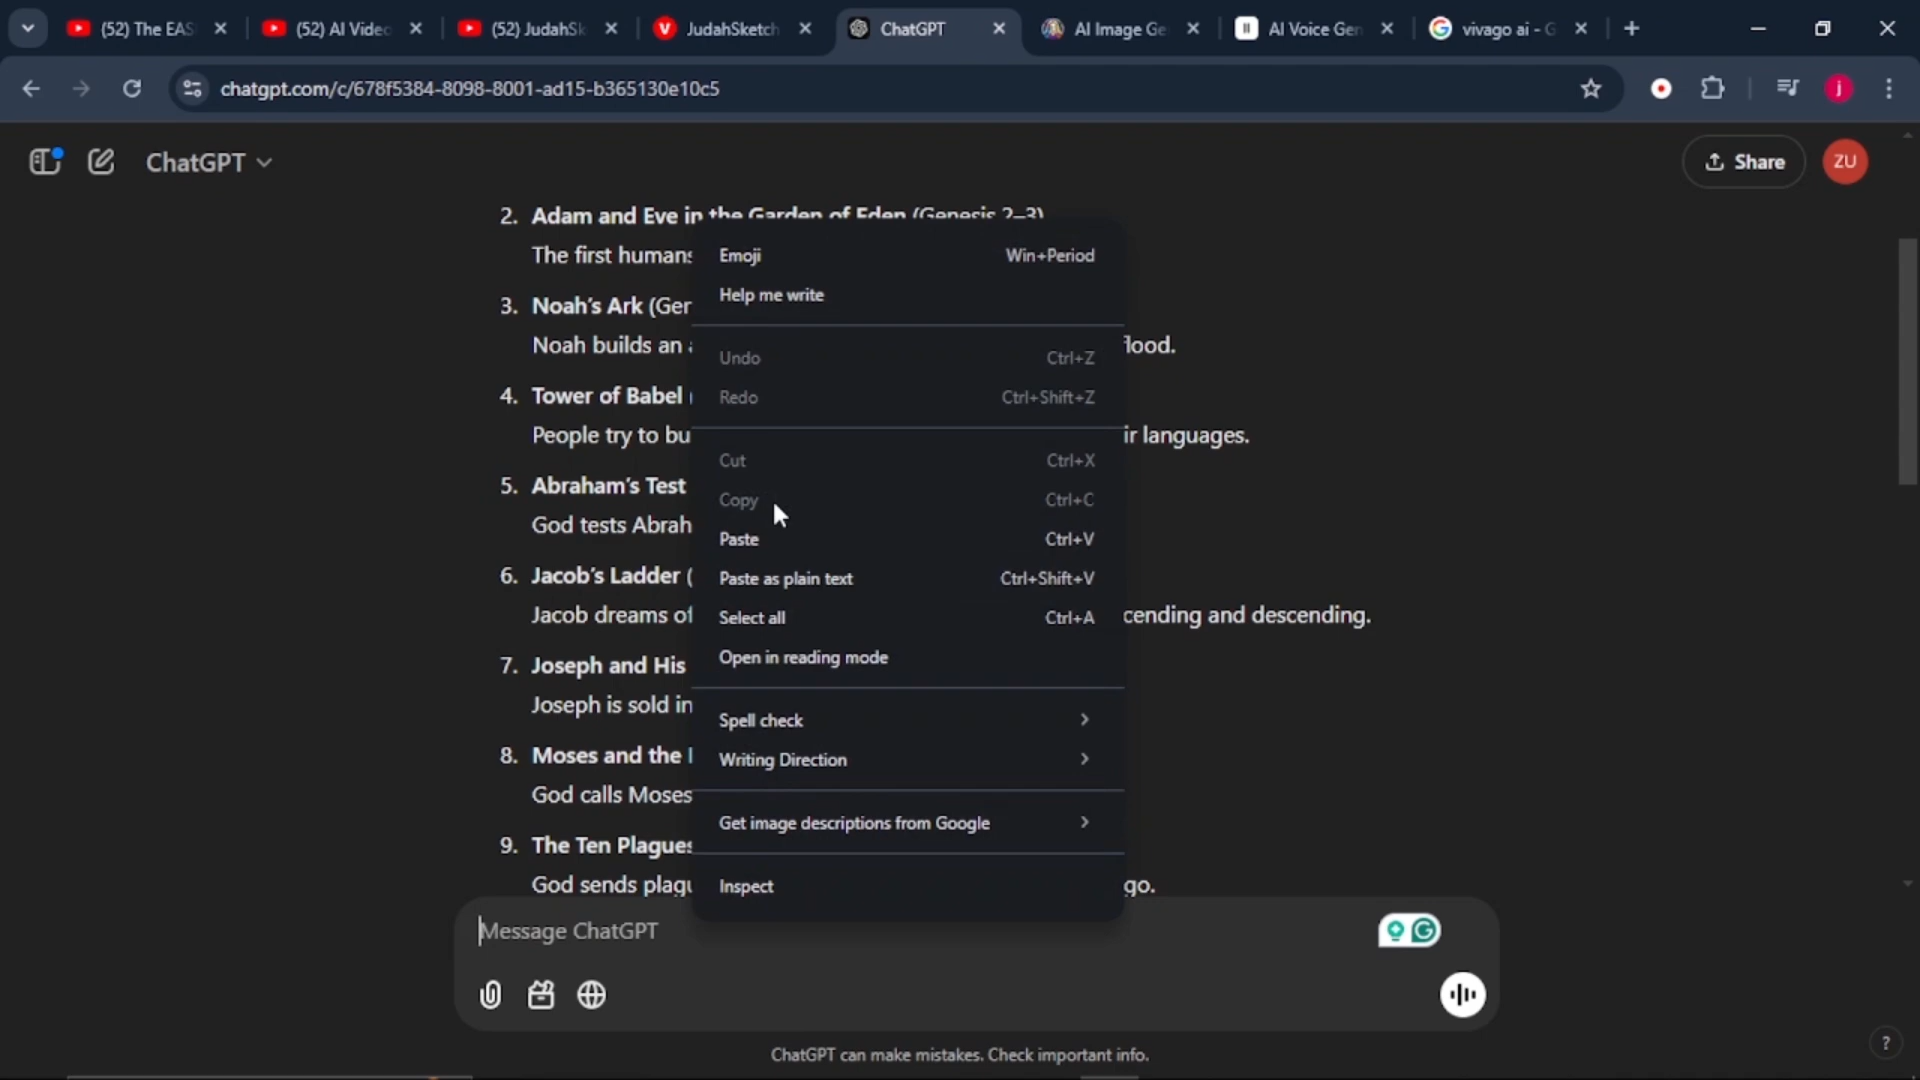 (52) The EAS
(52) AI Video
(52) JudahSk
JudahSketch
ChatGPT
AI Image Ge
AI Voice Gen
vivago ai - G
chatgpt.com/c/678f5384-8098-8001-ad15-b365130e10c5
j
ChatGPT
Share
ZU
2. Adam and Eve in the Garden of Eden (Genesis 2–3)
The first humans
3. Noah's Ark (Gen
Noah builds an a
flood.
4. Tower of Babel (
People try to bu
ir languages.
5. Abraham's Test
God tests Abrah
6. Jacob's Ladder (
Jacob dreams of
cending and descending.
7. Joseph and His
Joseph is sold in
8. Moses and the
God calls Moses
9. The Ten Plagues
God sends plagu
go.
Emoji Win+Period
Help me write
Undo Ctrl+Z
Redo Ctrl+Shift+Z
Cut Ctrl+X
Copy Ctrl+C
Paste Ctrl+V
Paste as plain text Ctrl+Shift+V
Select all Ctrl+A
Open in reading mode
Spell check
Writing Direction
Get image descriptions from Google
Inspect
Message ChatGPT
ChatGPT can make mistakes. Check important info.
?